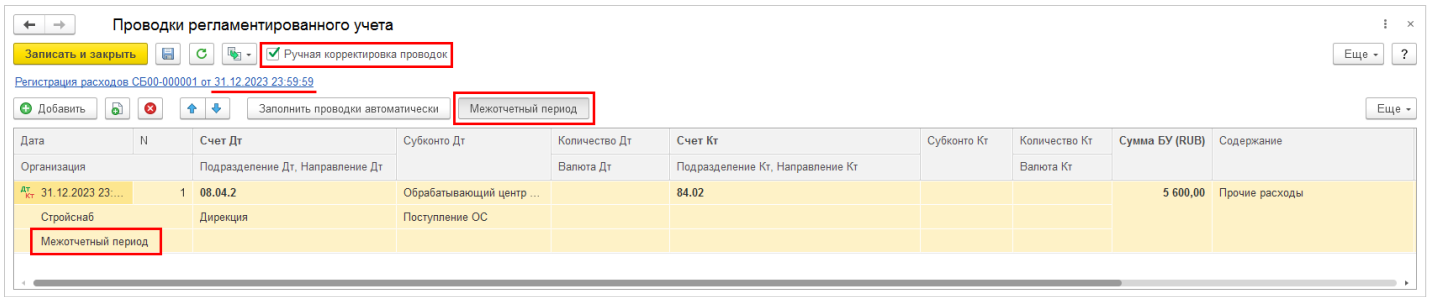 Проводки регламентированного учета
Записать и закрыть Ручная корректировка проводок Еще ?
Регистрация расходов СБ00-000001 от 31.12.2023 23:59:59
Добавить Заполнить проводки автоматически Межотчетный период Еще
Дата N Счет Дт Субконто Дт Количество Дт Счет Кт Субконто Кт Количество Кт Сумма БУ (RUB) Содержание
Организация Подразделение Дт, Направление Дт Валюта Дт Подразделение Кт, Направление Кт Валюта Кт
Дт Кт 31.12.2023 23:... 1 08.04.2 Обрабатывающий центр ... 84.02 5 600,00 Прочие расходы
Стройснаб Дирекция Поступление ОС
Межотчетный период